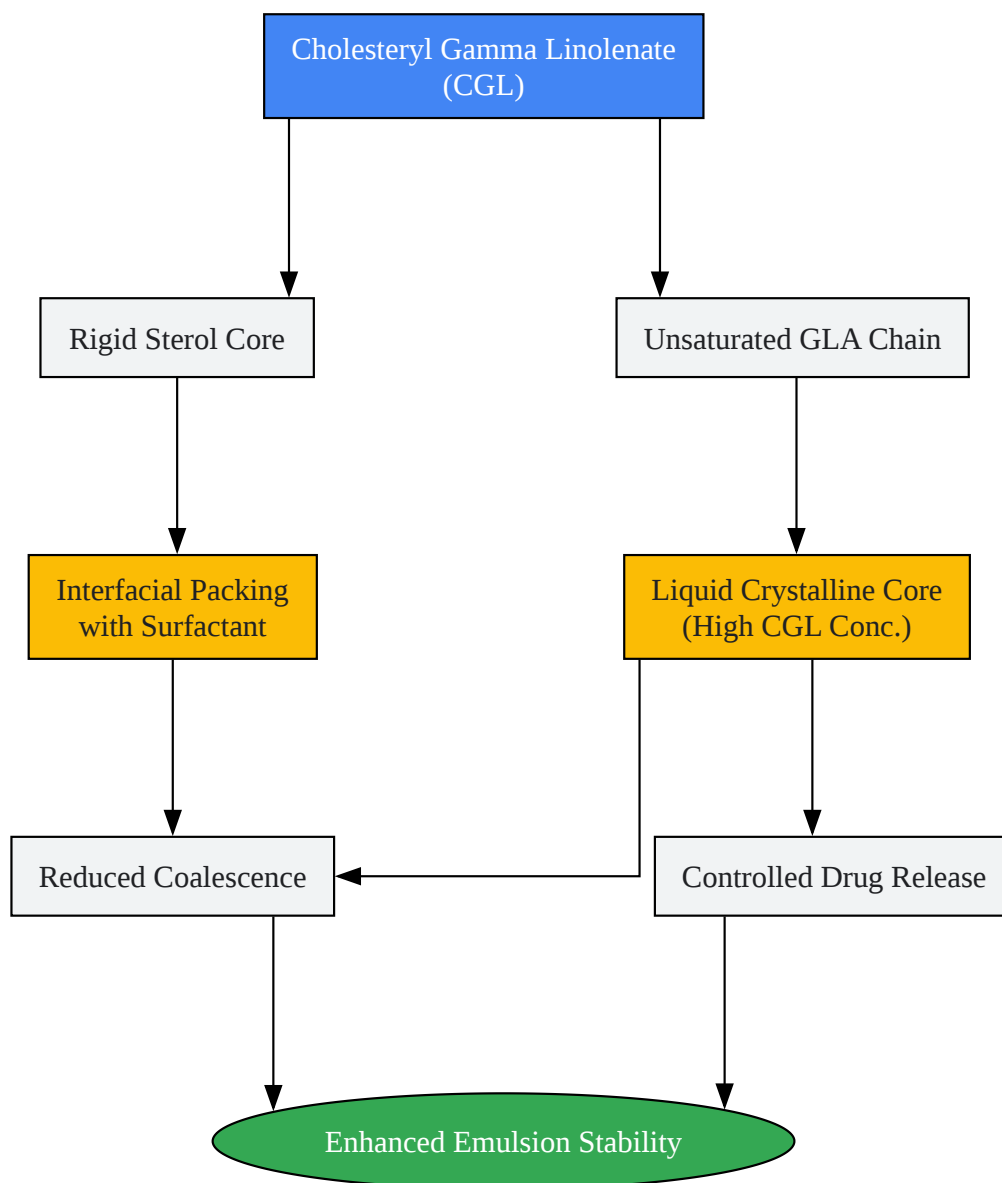 Cholesteryl Gamma Linolenate
(CGL)
Rigid Sterol Core
Unsaturated GLA Chain
Interfacial Packing
with Surfactant
Liquid Crystalline Core
(High CGL Conc.)
Reduced Coalescence
Controlled Drug Release
Enhanced Emulsion Stability